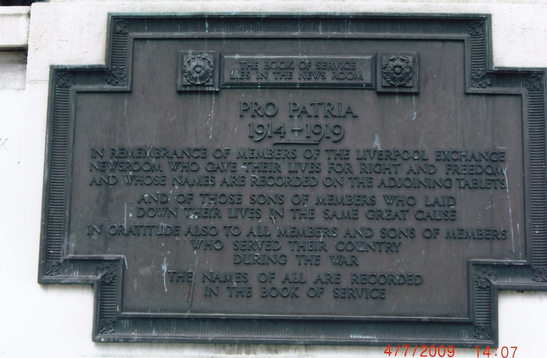 THE BOOK OF SERVICE
LIES IN THE NEWS ROOM
PRO PATRIA
1914-1919
IN REMEMBRANCE OF MEMBERS OF THE LIVERPOOL EXCHANGE
NEWSROOM WHO GAVE THEIR LIVES FOR RIGHT AND FREEDOM
AND WHOSE NAMES ARE RECORDED ON THE ADJOINING TABLETS
AND OF THOSE SONS OF MEMBERS WHO LAID
DOWN THEIR LIVES IN THE SAME GREAT CAUSE
IN GRATITUDE ALSO TO ALL MEMBERS AND SONS OF MEMBERS
WHO SERVED THEIR COUNTRY
DURING THE WAR
THE NAMES OF ALL ARE RECORDED
IN THE BOOK OF SERVICE
4/7/2009 14:07